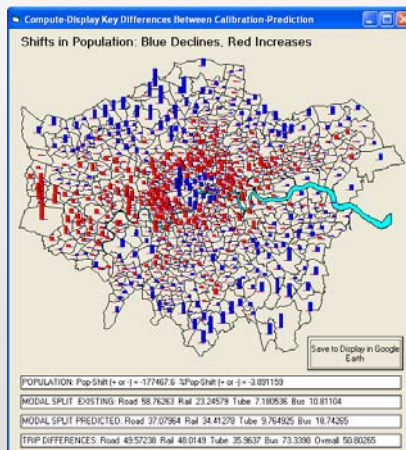 Compute-Display Key Differences Between Calibration-Prediction
Shifts in Population: Blue Declines, Red Increases
Save to Display in Google
Earth
POPULATION: Pop-Shift (+ or -) = -177467.6 %Pop-Shift (+ or -) = -3.891159
MODAL SPLIT EXISTING: Road 58.76263 Rail 23.24579 Tube 7.180536 Bus 10.81104
MODAL SPLIT PREDICTED: Road 37.07964 Rail 34.41278 Tube 9.764925 Bus 18.74265
TRIP DIFFERENCES: Road 49.57238 Rail 48.0149 Tube 35.9637 Bus 73.3398 Overall 50.80265